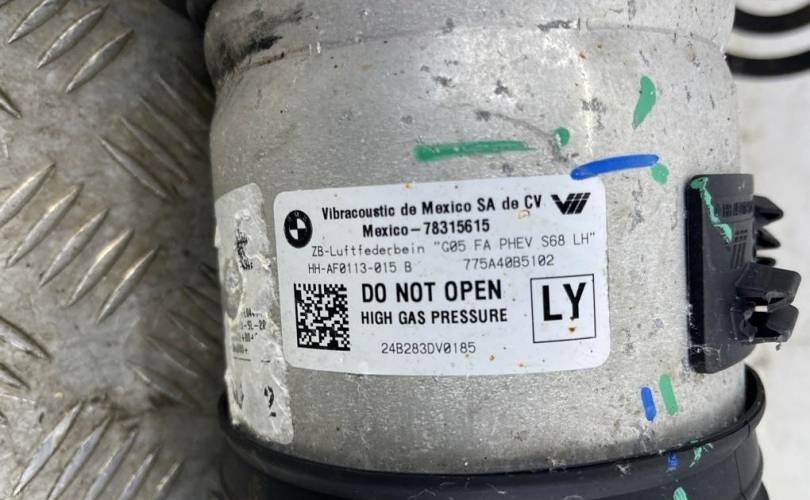 Vibracoustic de Mexico SA de CV
Mexico-78315615
ZB-Luftfederbein "G05 FA PHEV S68 LH"
HH-AF0113-015 B 775A40B5102
DO NOT OPEN
HIGH GAS PRESSURE
LY
24B283DV0185
2